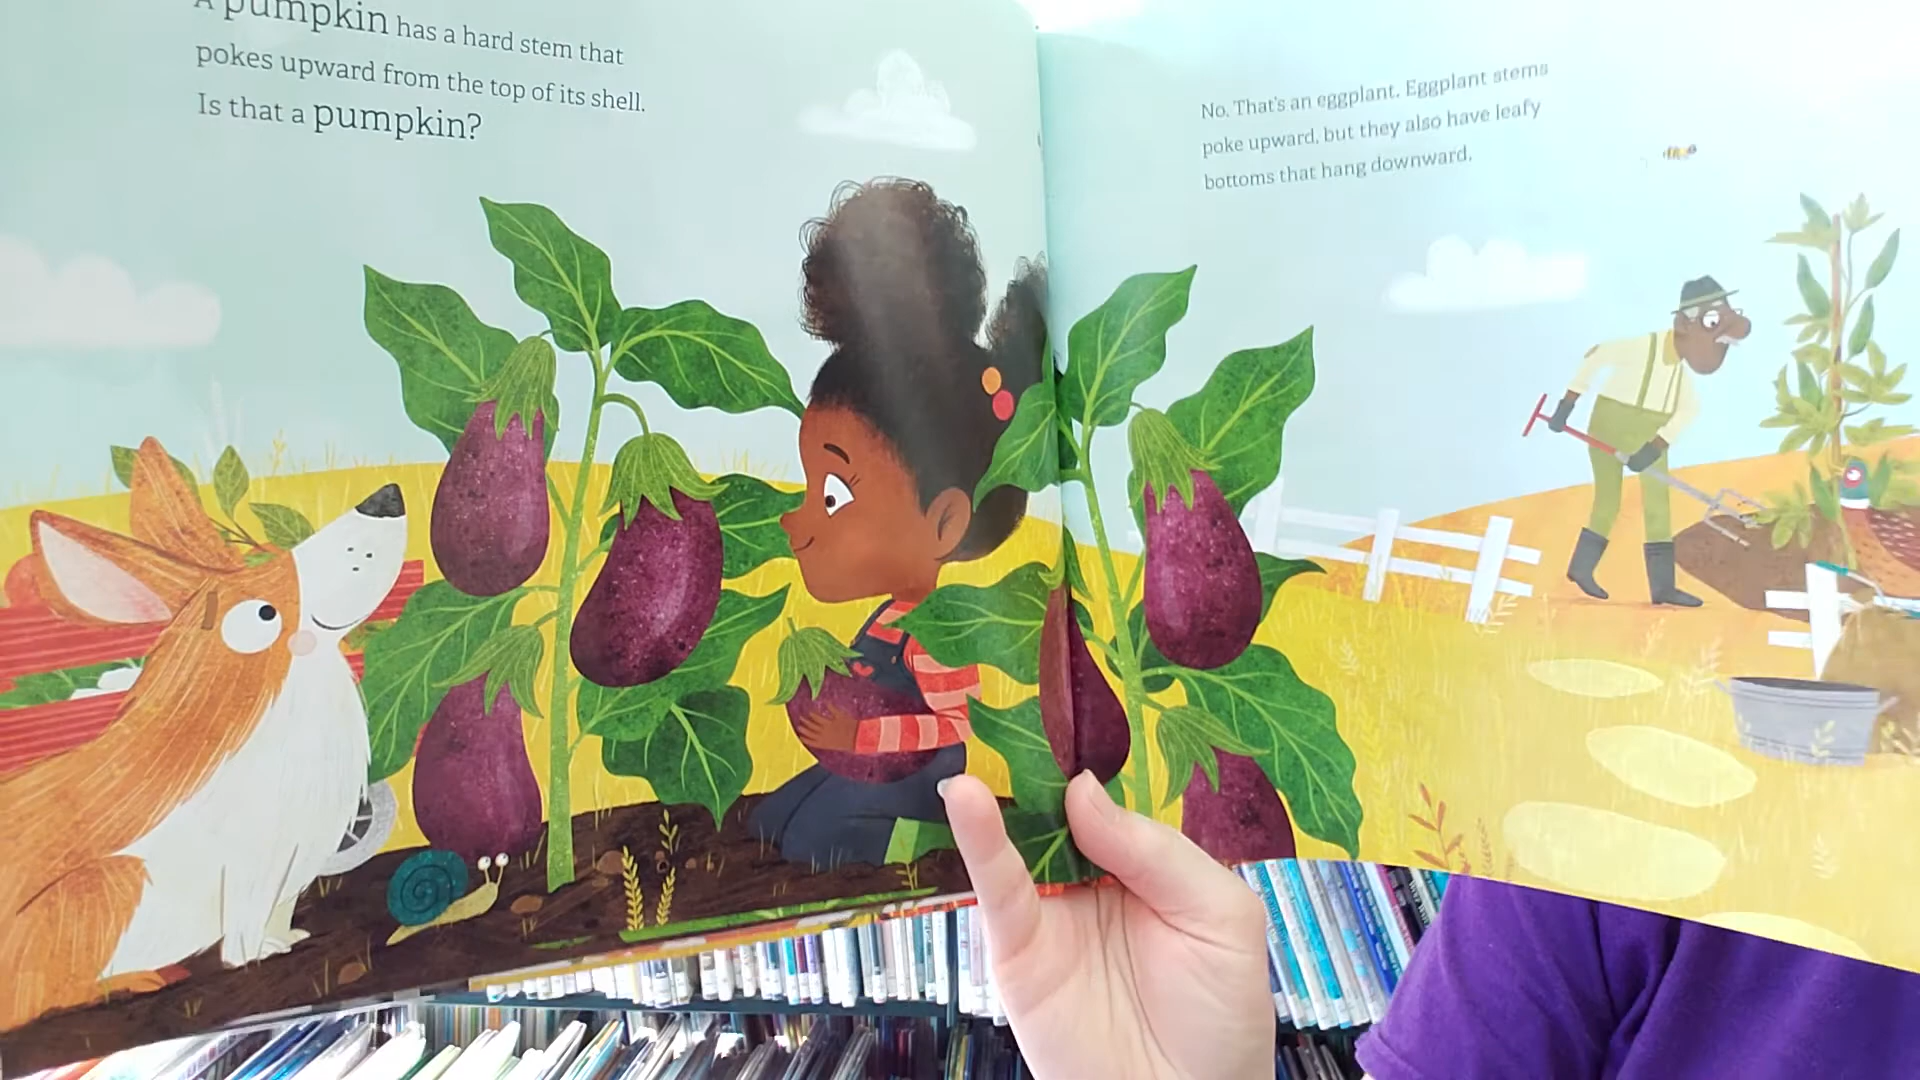 A pumpkin has a hard stem that
pokes upward from the top of its shell.
Is that a pumpkin?
No. That's an eggplant. Eggplant stems
poke upward, but they also have leafy
bottoms that hang downward.